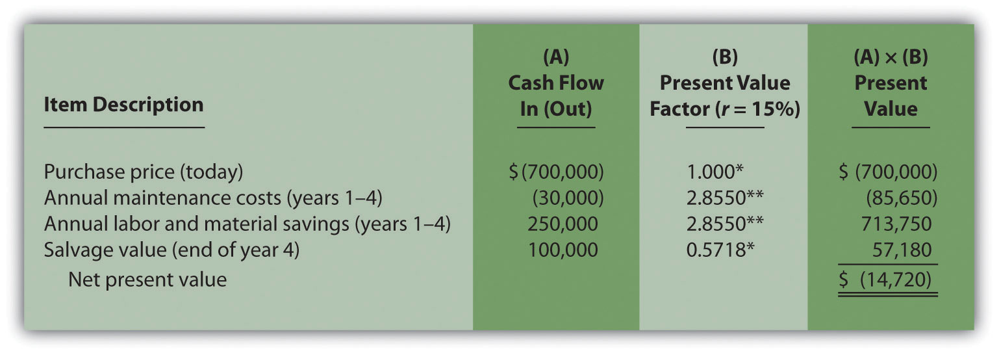 (A) (B) (A) × (B)
Cash Flow Present Value Present
Item Description In (Out) Factor (r = 15%) Value
Purchase price (today) $(700,000) 1.000* $ (700,000)
Annual maintenance costs (years 1–4) (30,000) 2.8550** (85,650)
Annual labor and material savings (years 1–4) 250,000 2.8550** 713,750
Salvage value (end of year 4) 100,000 0.5718* 57,180
Net present value $ (14,720)